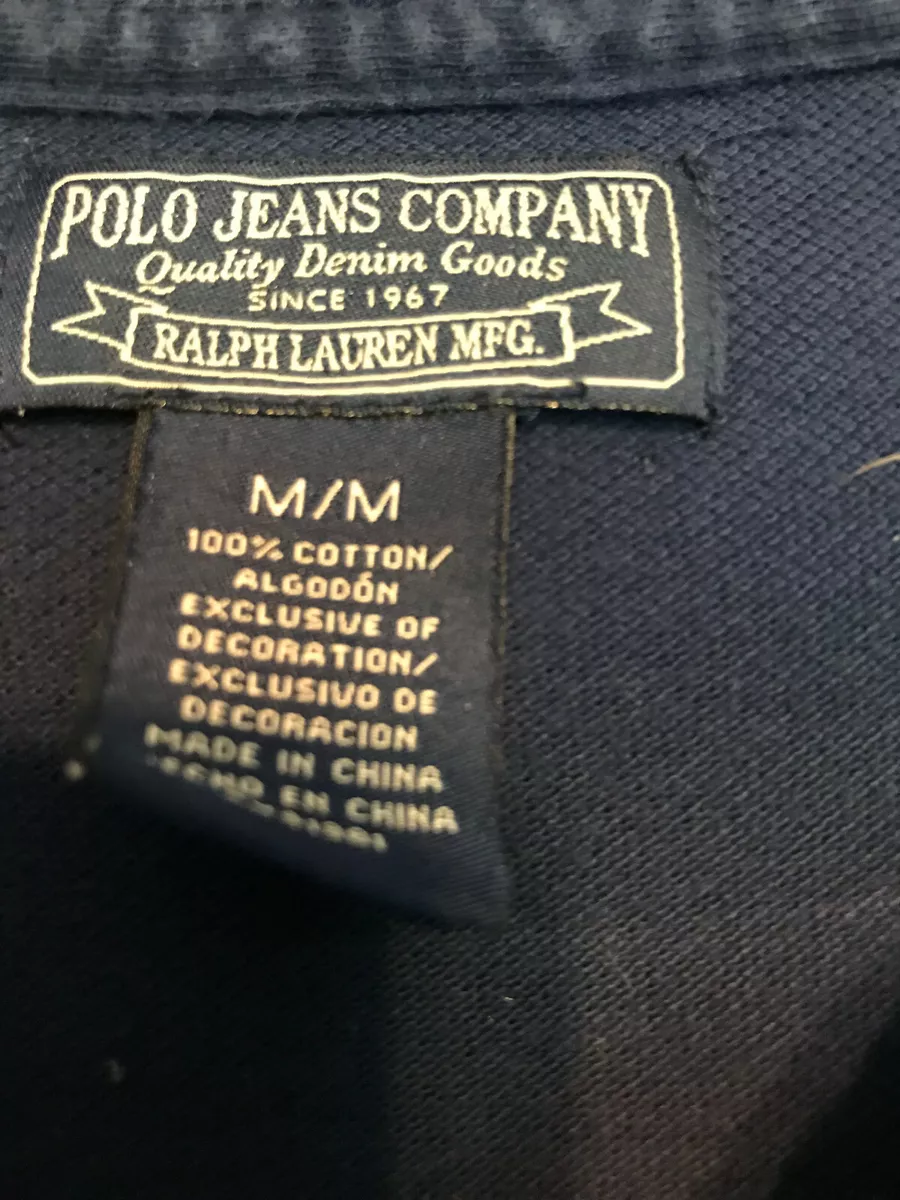 POLO JEANS COMPANY
Quality Denim Goods
SINCE 1967
RALPH LAUREN MFG.
M/M
100% COTTON/
ALGODÓN
EXCLUSIVE OF
DECORATION/
EXCLUSIVO DE
DECORACION
MADE IN CHINA
EN CHINA